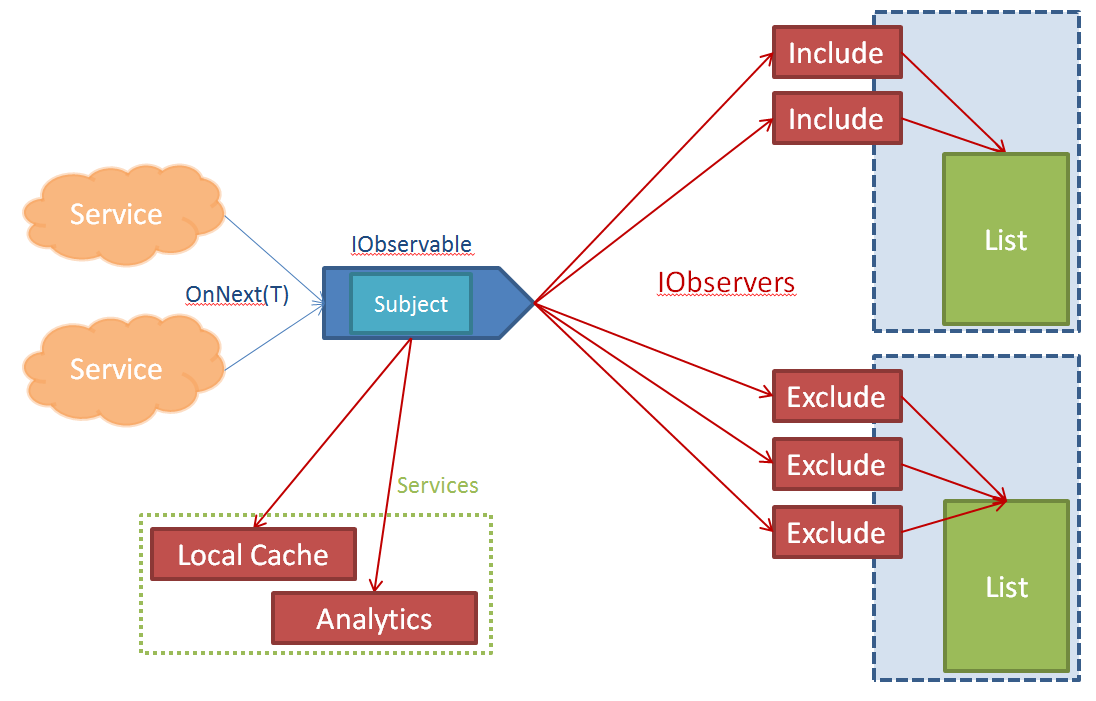 Include
Include
Service
List
IObservable
IObservers
OnNext(T)
Subject
Service
Exclude
Exclude
Services
Exclude
Local Cache
List
Analytics